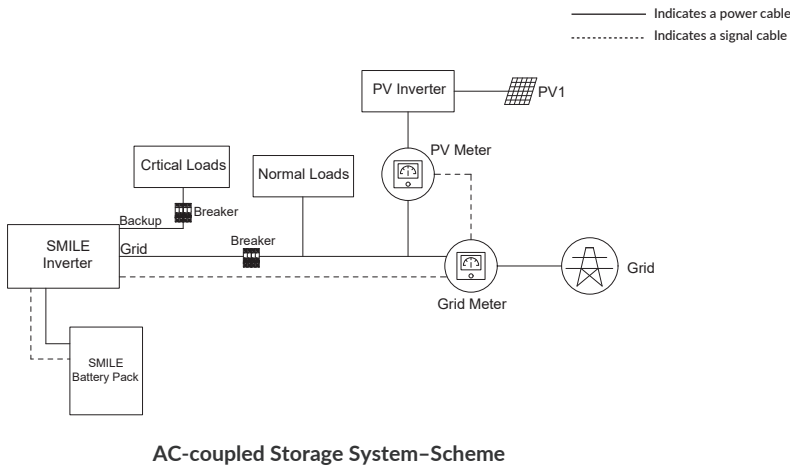 Indicates a power cable
Indicates a signal cable
PV Inverter
PV1
PV Meter
Crtical Loads
Normal Loads
Breaker
Backup
SMILE
Inverter
Grid
Breaker
Grid
Grid Meter
SMILE
Battery Pack
AC-coupled Storage System–Scheme